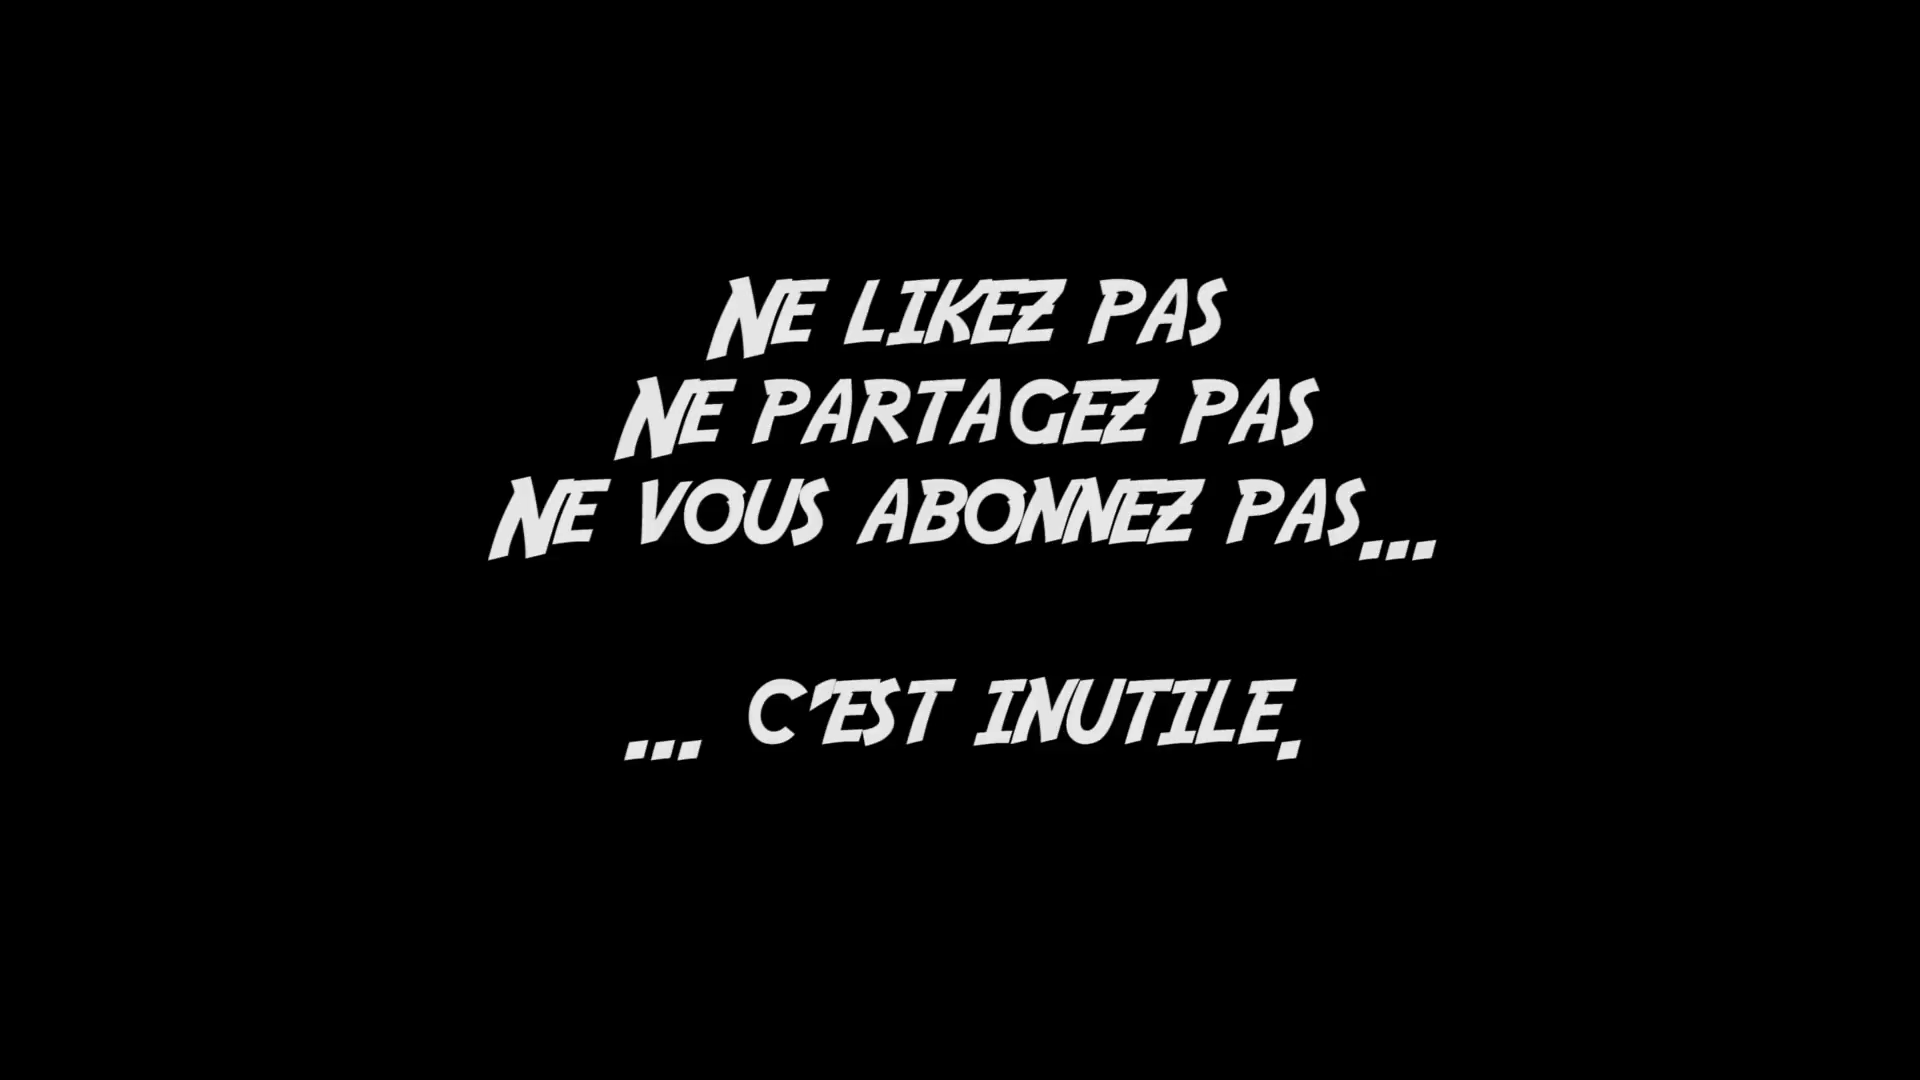 Ne likez pas
Ne partagez pas
Ne vous abonnez pas...
... c'est inutile.